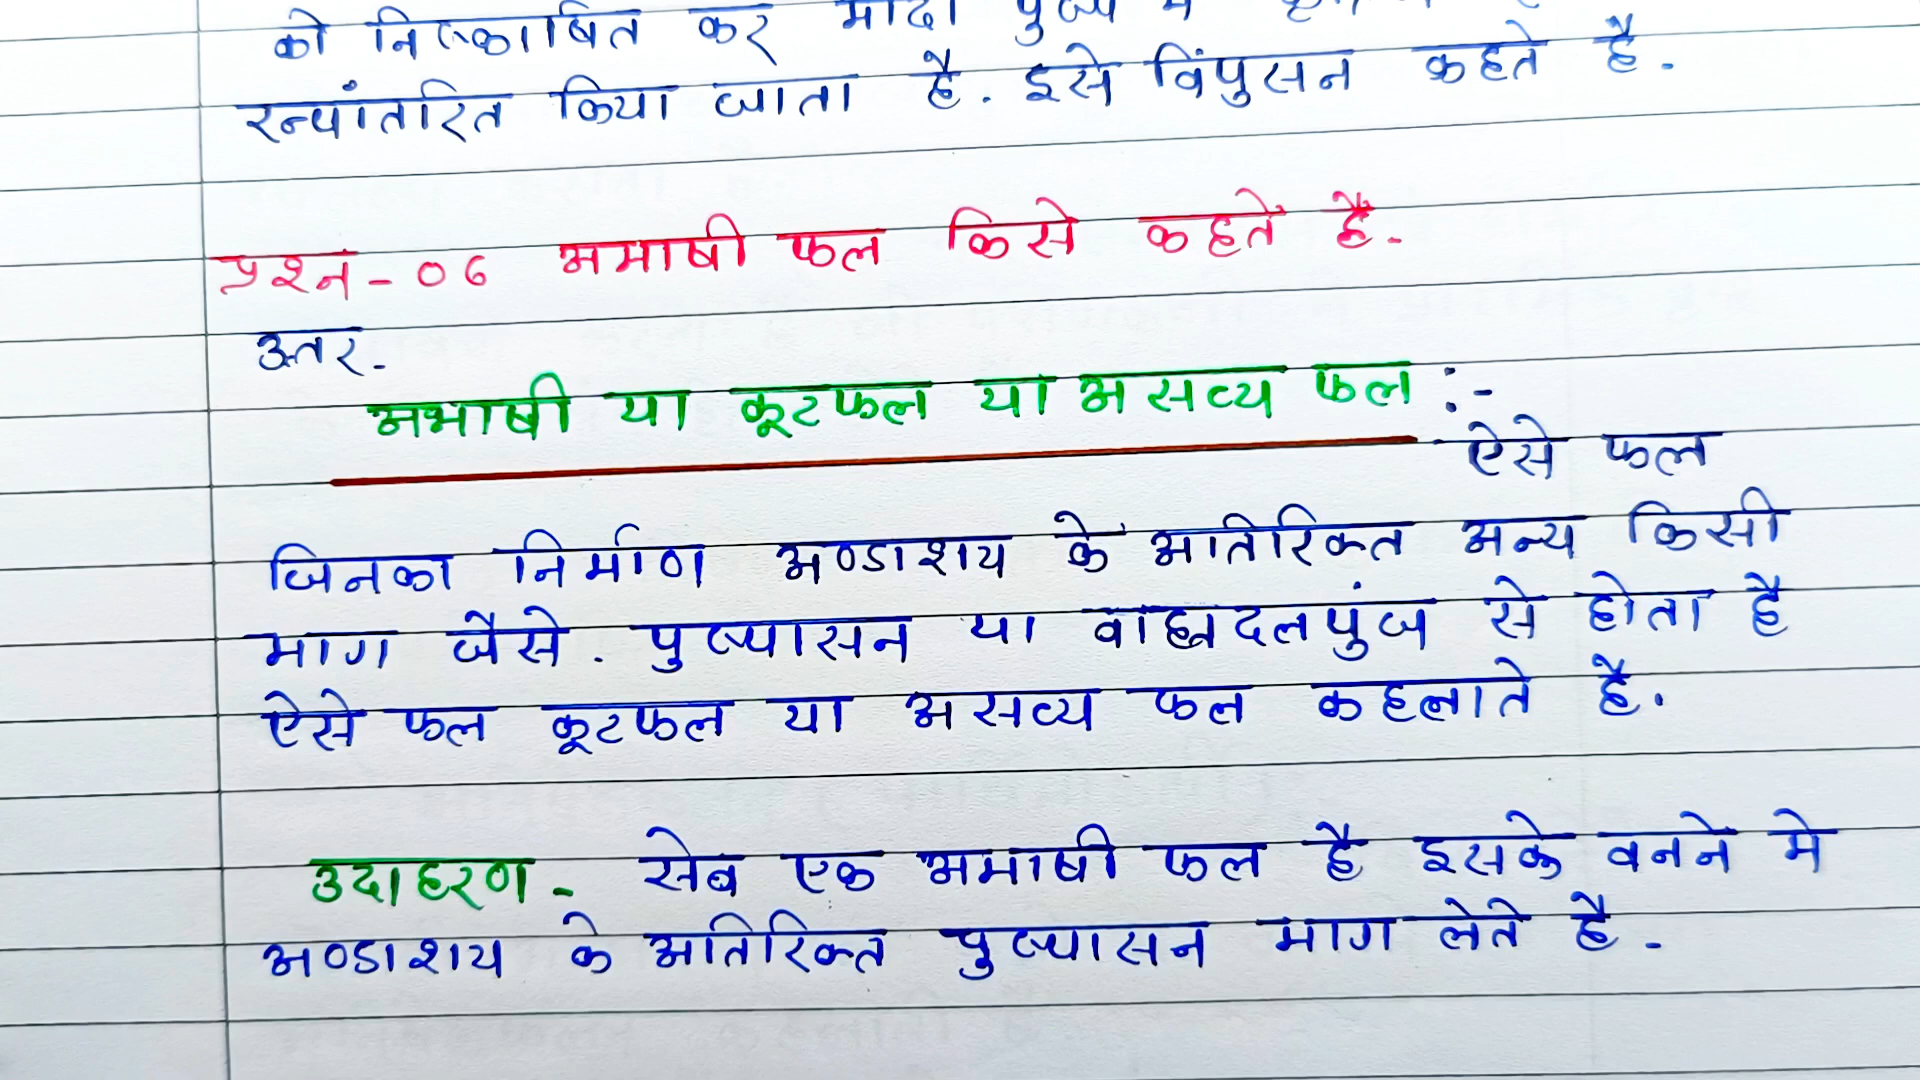 को निष्काषित कर मादा पुष्प में
रुपांतरित किया जाता है. इसे विंपुसन कहते है.
प्रश्न-06 अमाषी फल किसे कहते है.
उत्तर.
अभाषी या कूटफल या असत्य फल :-
ऐसे फल
जिनका निर्माण अण्डाशय के अतिरिक्त अन्य किसी
भाग जैसे. पुष्पासन या वाह्यदलपुंज से होता है
ऐसे फल कूटफल या असत्य फल कहलाते है.
उदाहरण - सेब एक अमाषी फल है इसके वनने मे
अण्डाशय के अतिरिक्त पुष्पासन भाग लेते है.